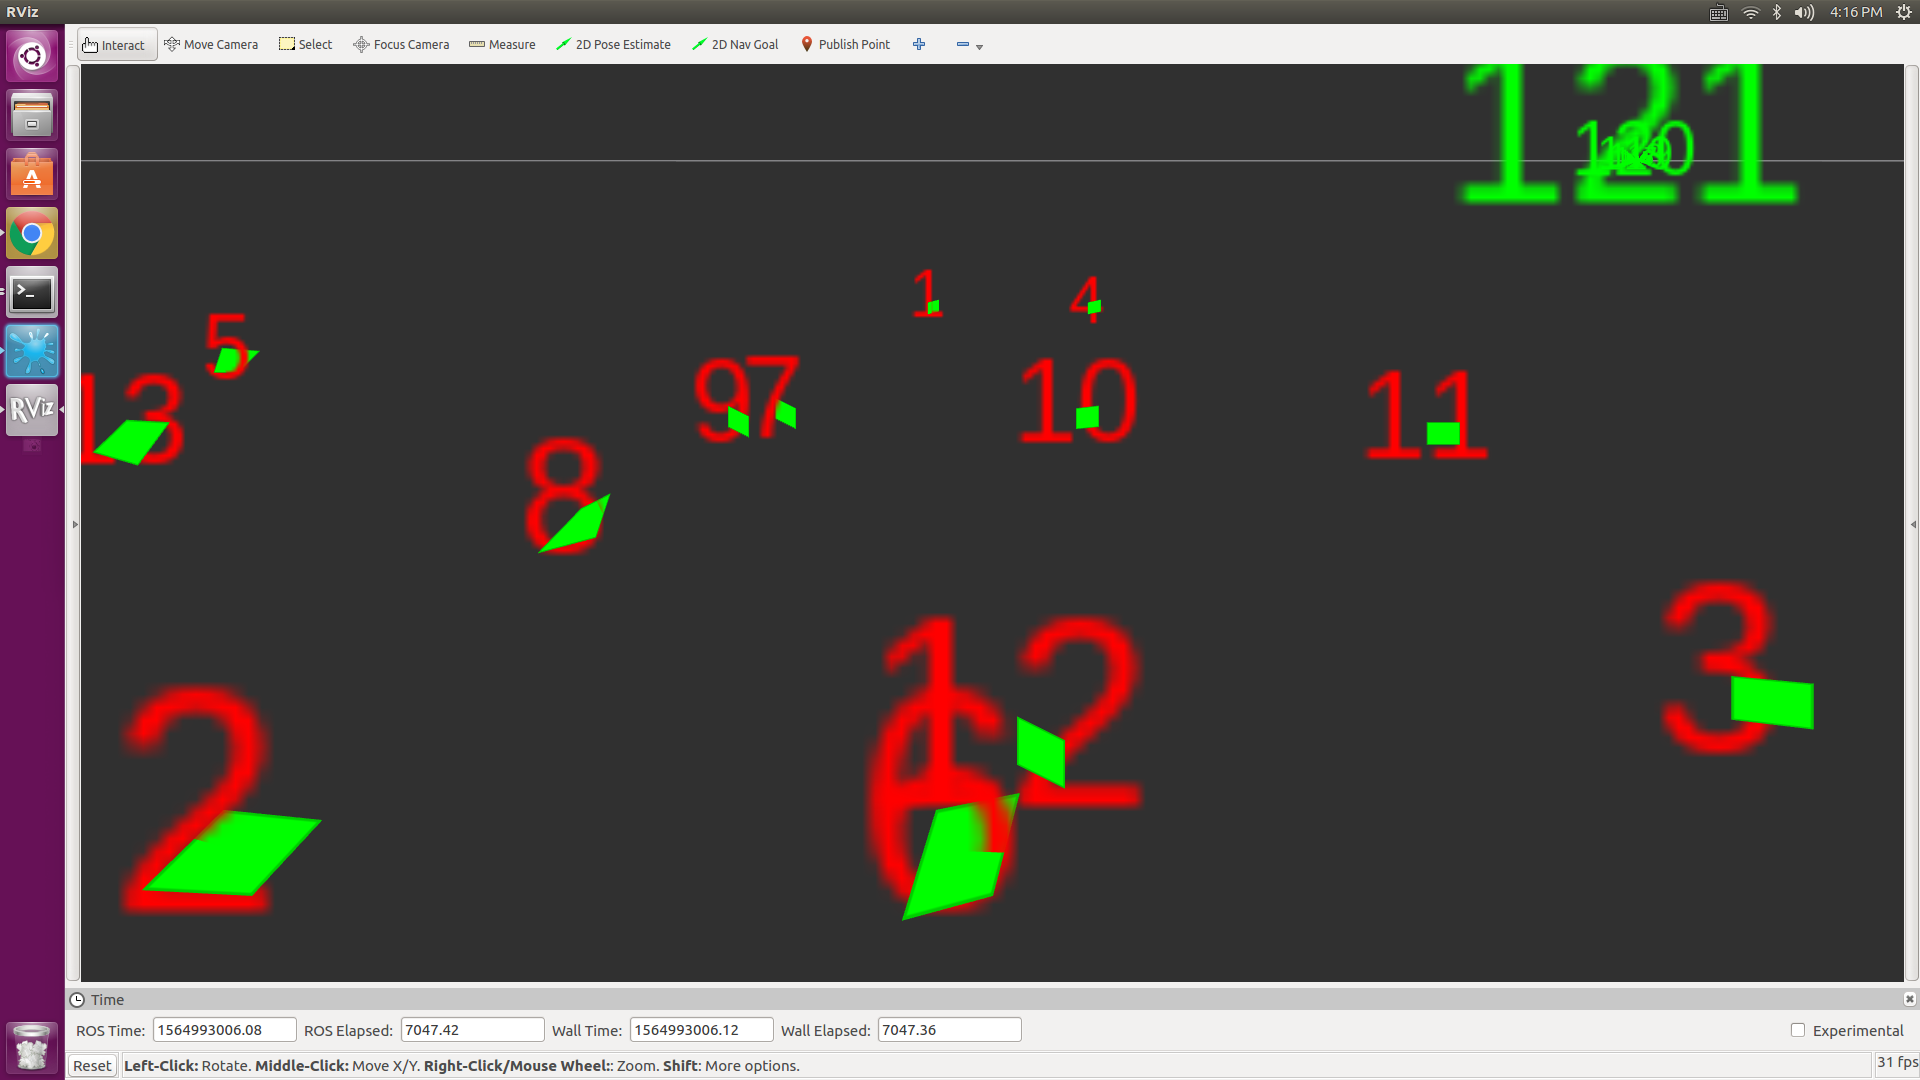 RViz
4:16 PM
Interact Move Camera Select Focus Camera Measure 2D Pose Estimate 2D Nav Goal Publish Point
121
120
1 4
5
13 9 7 10 11
8
3
12
2 6
RViz
Time
ROS Time: 1564993006.08 ROS Elapsed: 7047.42 Wall Time: 1564993006.12 Wall Elapsed: 7047.36 Experimental
Reset Left-Click: Rotate. Middle-Click: Move X/Y. Right-Click/Mouse Wheel:: Zoom. Shift: More options. 31 fps